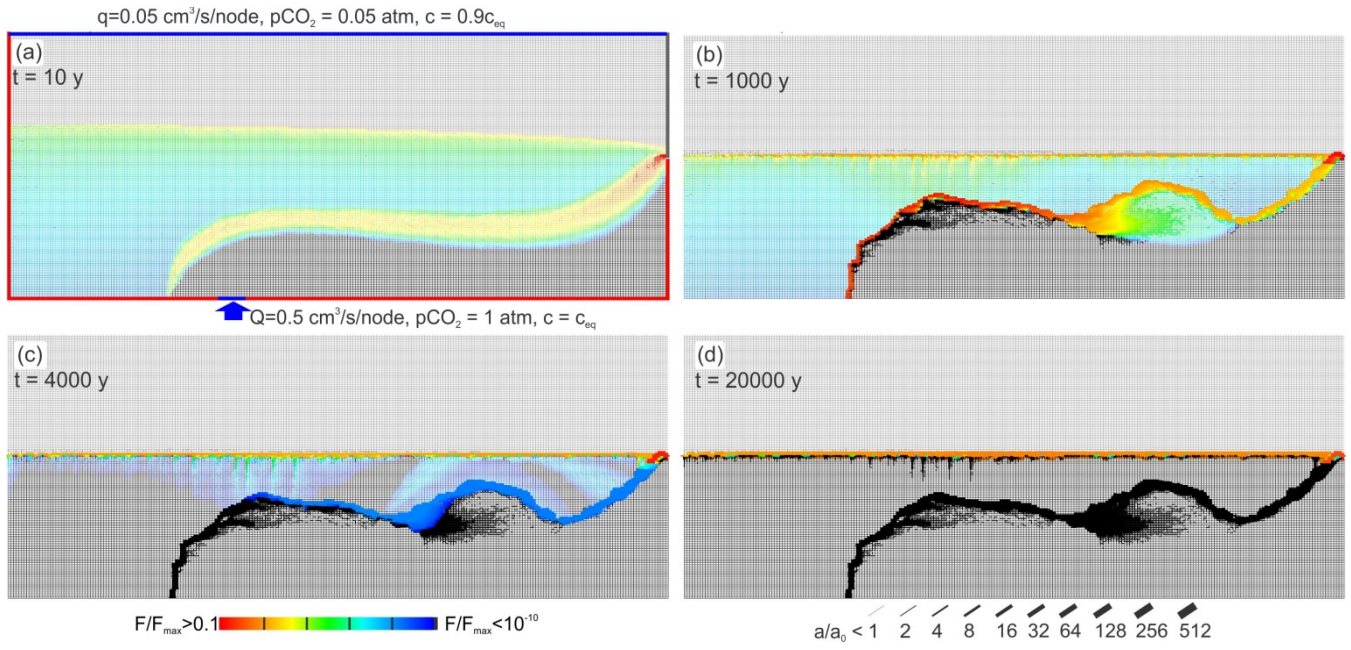 q=0.05 cm³/s/node, pCO₂ = 0.05 atm, c = 0.9c_eq
(a)
t = 10 y
(b)
t = 1000 y
Q=0.5 cm³/s/node, pCO₂ = 1 atm, c = c_eq
(c)
t = 4000 y
(d)
t = 20000 y
F/F_max>0.1 F/F_max<10⁻¹⁰
a/a₀ < 1 2 4 8 16 32 64 128 256 512